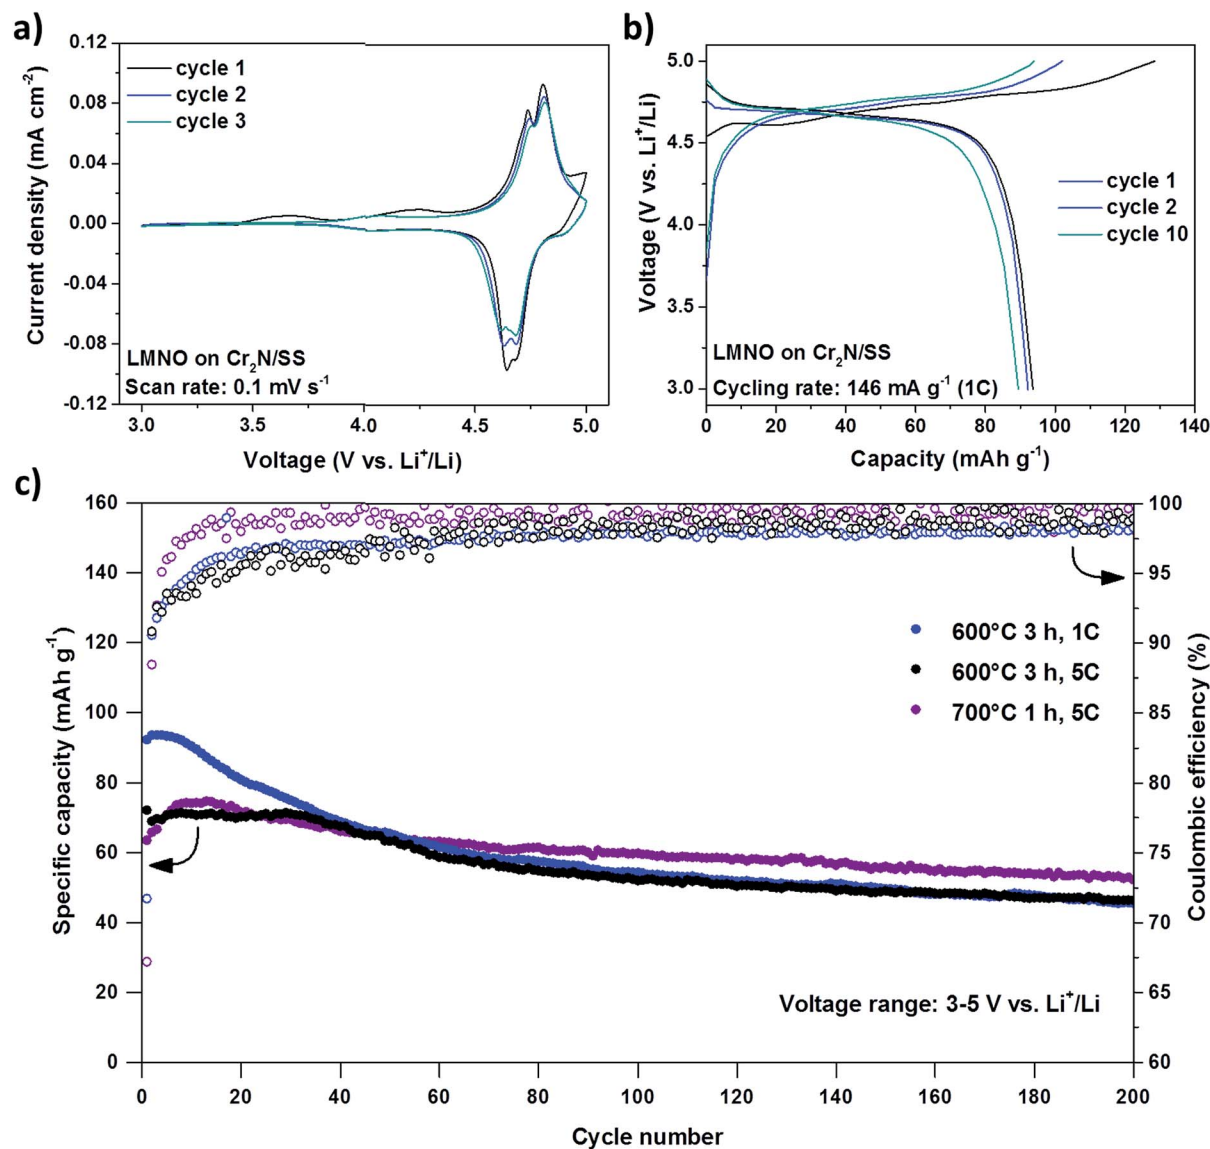 a)
0.12
0.08
0.04
0.00
-0.04
-0.08
-0.12
Current density (mA cm⁻²)
cycle 1
cycle 2
cycle 3
LMNO on Cr₂N/SS
Scan rate: 0.1 mV s⁻¹
3.0 3.5 4.0 4.5 5.0
Voltage (V vs. Li⁺/Li)
b)
5.0
4.5
4.0
3.5
3.0
Voltage (V vs. Li⁺/Li)
cycle 1
cycle 2
cycle 10
LMNO on Cr₂N/SS
Cycling rate: 146 mA g⁻¹ (1C)
0 20 40 60 80 100 120 140
Capacity (mAh g⁻¹)
c)
160
140
120
100
80
60
40
20
0
Specific capacity (mAh g⁻¹)
600°C 3 h, 1C
600°C 3 h, 5C
700°C 1 h, 5C
Voltage range: 3-5 V vs. Li⁺/Li
100
95
90
85
80
75
70
65
60
Coulombic efficiency (%)
0 20 40 60 80 100 120 140 160 180 200
Cycle number